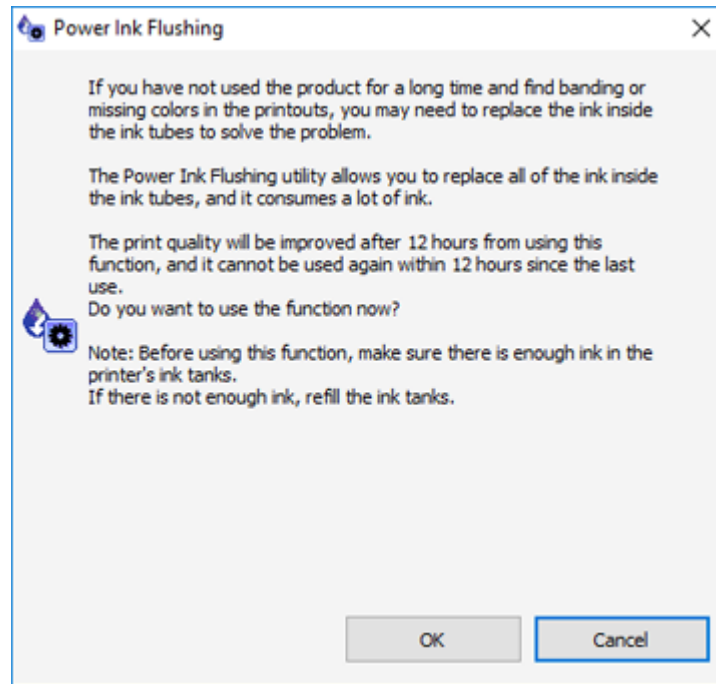 Power Ink Flushing
If you have not used the product for a long time and find banding or
missing colors in the printouts, you may need to replace the ink inside
the ink tubes to solve the problem.
The Power Ink Flushing utility allows you to replace all of the ink inside
the ink tubes, and it consumes a lot of ink.
The print quality will be improved after 12 hours from using this
function, and it cannot be used again within 12 hours since the last
use.
Do you want to use the function now?
Note: Before using this function, make sure there is enough ink in the
printer's ink tanks.
If there is not enough ink, refill the ink tanks.
OK
Cancel